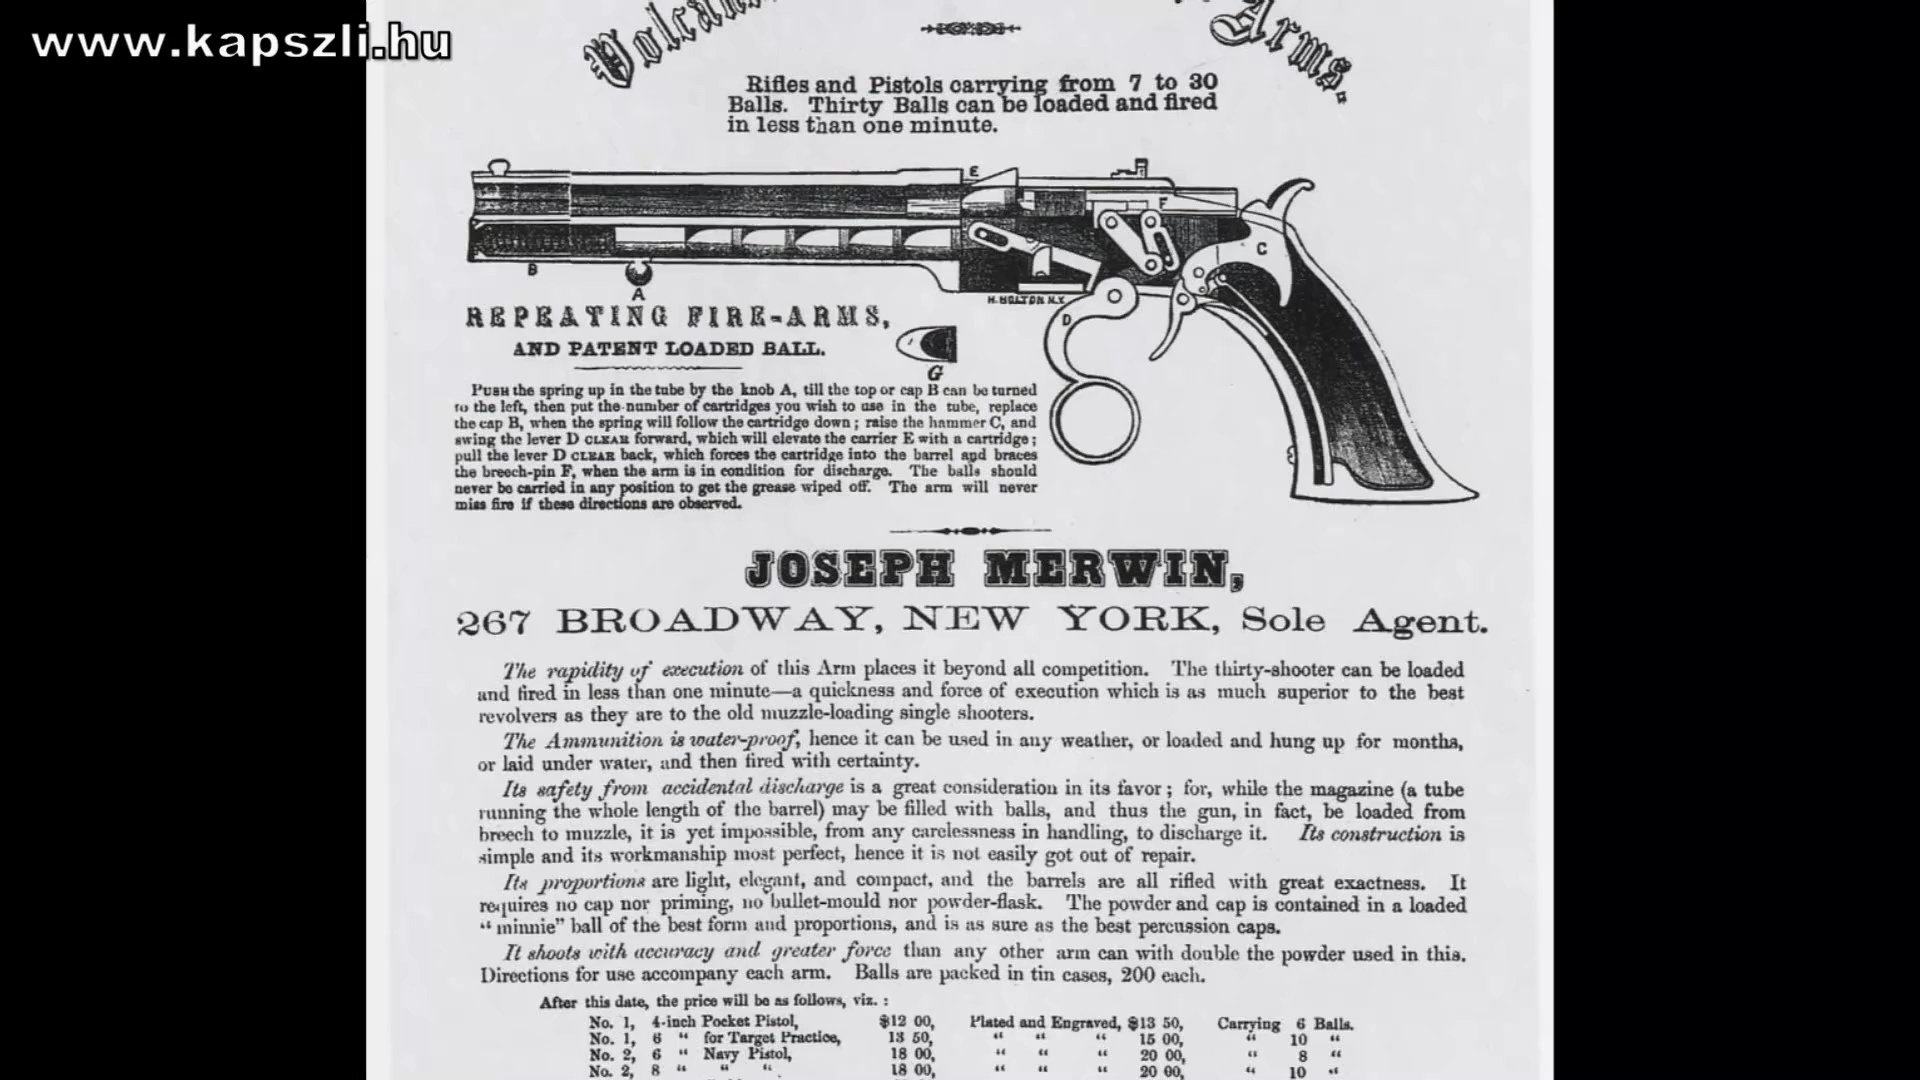 www.kapszli.hu
Volcan
Arms.
Rifles and Pistols carrying from 7 to 30
Balls. Thirty Balls can be loaded and fired
in less than one minute.
E
F
C
B
A
H. BOLTON N.Y.
D
REPEATING FIRE-ARMS,
AND PATENT LOADED BALL.
G
PUSH the spring up in the tube by the knob A, till the top or cap B can be turned
to the left, then put the number of cartridges you wish to use in the tube, replace
the cap B, when the spring will follow the cartridge down; raise the hammer C, and
swing the lever D CLEAR forward, which will elevate the carrier E with a cartridge;
pull the lever D CLEAR back, which forces the cartridge into the barrel and braces
the breech-pin F, when the arm is in condition for discharge. The balls should
never be carried in any position to get the grease wiped off. The arm will never
miss fire if these directions are observed.
JOSEPH MERWIN,
267 BROADWAY, NEW YORK, Sole Agent.
The rapidity of execution of this Arm places it beyond all competition. The thirty-shooter can be loaded
and fired in less than one minute—a quickness and force of execution which is as much superior to the best
revolvers as they are to the old muzzle-loading single shooters.
The Ammunition is water-proof, hence it can be used in any weather, or loaded and hung up for months,
or laid under water, and then fired with certainty.
Its safety from accidental discharge is a great consideration in its favor; for, while the magazine (a tube
running the whole length of the barrel) may be filled with balls, and thus the gun, in fact, be loaded from
breech to muzzle, it is yet impossible, from any carelessness in handling, to discharge it. Its construction is
simple and its workmanship most perfect, hence it is not easily got out of repair.
Its proportions are light, elegant, and compact, and the barrels are all rifled with great exactness. It
requires no cap nor priming, no bullet-mould nor powder-flask. The powder and cap is contained in a loaded
“minnie” ball of the best form and proportions, and is as sure as the best percussion caps.
It shoots with accuracy and greater force than any other arm can with double the powder used in this.
Directions for use accompany each arm. Balls are packed in tin cases, 200 each.
After this date, the price will be as follows, viz.:
No. 1, 4-inch Pocket Pistol, $12 00, Plated and Engraved, $13 50, Carrying 6 Balls.
No. 1, 6 “ for Target Practice, 13 50, “ “ “ 15 00, “ 10 “
No. 2, 6 “ Navy Pistol, 18 00, “ “ “ 20 00, “ 8 “
No. 2, 8 “ “ “ 18 00, “ “ “ 20 00, “ 10 “